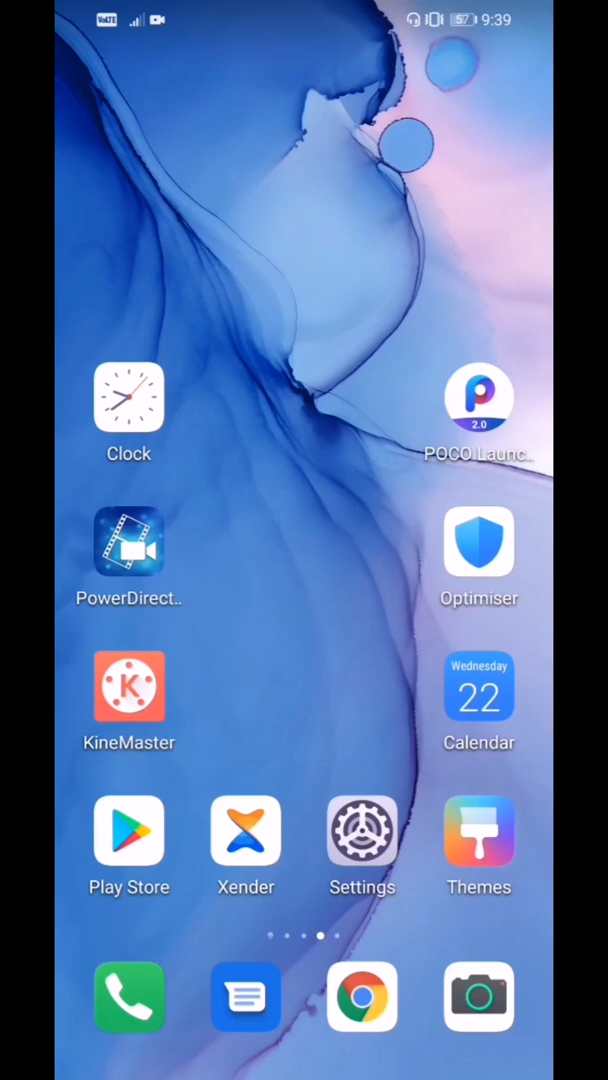 VoLTE 57 9:39
Clock
POCO Launc..
2.0
PowerDirect..
Optimiser
KineMaster
K
Wednesday
22
Calendar
Play Store Xender Settings Themes